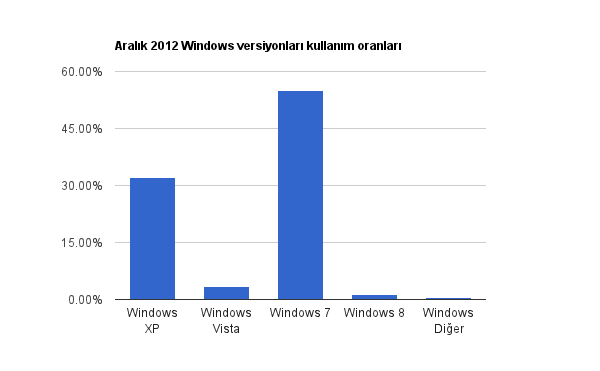 Aralık 2012 Windows versiyonları kullanım oranları
60.00%
45.00%
30.00%
15.00%
0.00%
Windows XP
Windows Vista
Windows 7
Windows 8
Windows Diğer